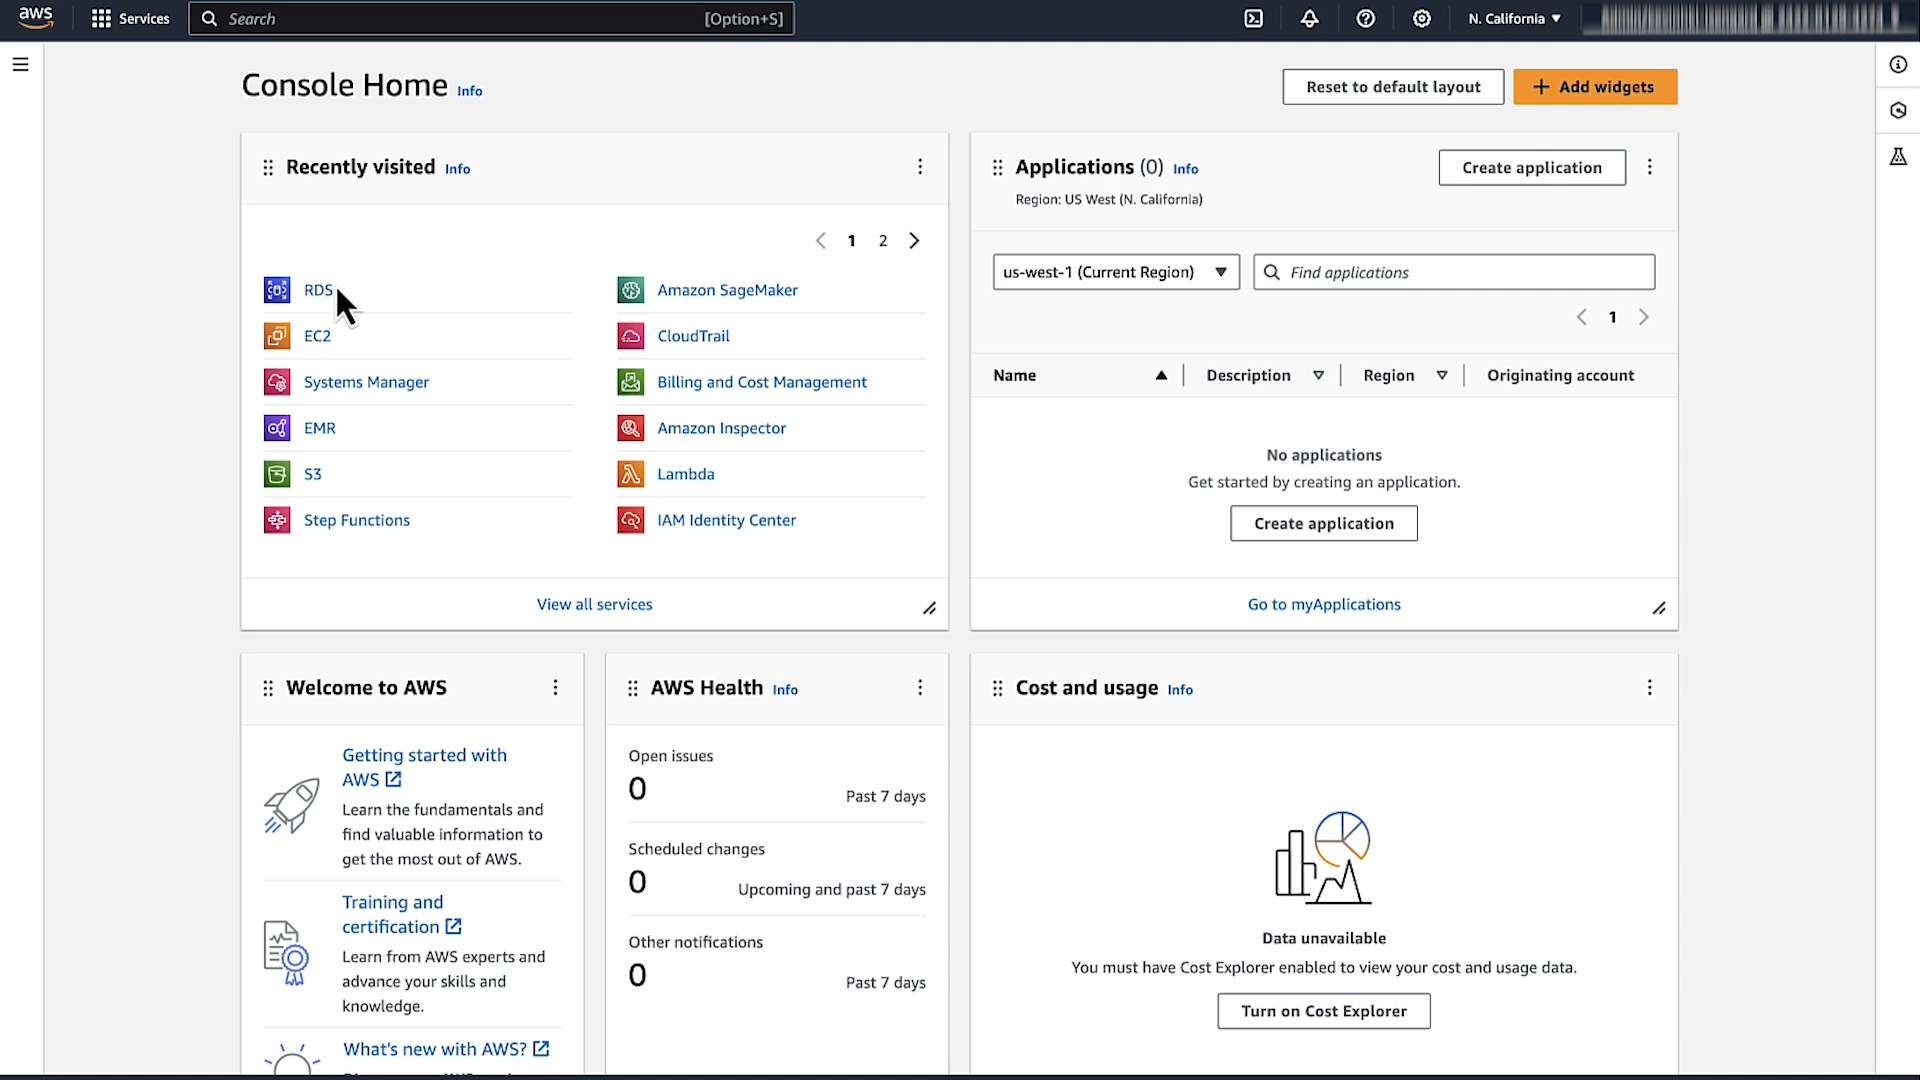 aws
Services
Search
[Option+S]
N. California
Console Home Info
Reset to default layout
Add widgets
Recently visited Info
1 2
RDS
EC2
Systems Manager
EMR
S3
Step Functions
Amazon SageMaker
CloudTrail
Billing and Cost Management
Amazon Inspector
Lambda
IAM Identity Center
View all services
Applications (0) Info
Region: US West (N. California)
Create application
us-west-1 (Current Region)
Find applications
1
Name Description Region Originating account
No applications
Get started by creating an application.
Create application
Go to myApplications
Welcome to AWS
Getting started with
AWS
Learn the fundamentals and
find valuable information to
get the most out of AWS.
Training and
certification
Learn from AWS experts and
advance your skills and
knowledge.
What's new with AWS?
AWS Health Info
Open issues
0
Past 7 days
Scheduled changes
0
Upcoming and past 7 days
Other notifications
0
Past 7 days
Cost and usage Info
Data unavailable
You must have Cost Explorer enabled to view your cost and usage data.
Turn on Cost Explorer